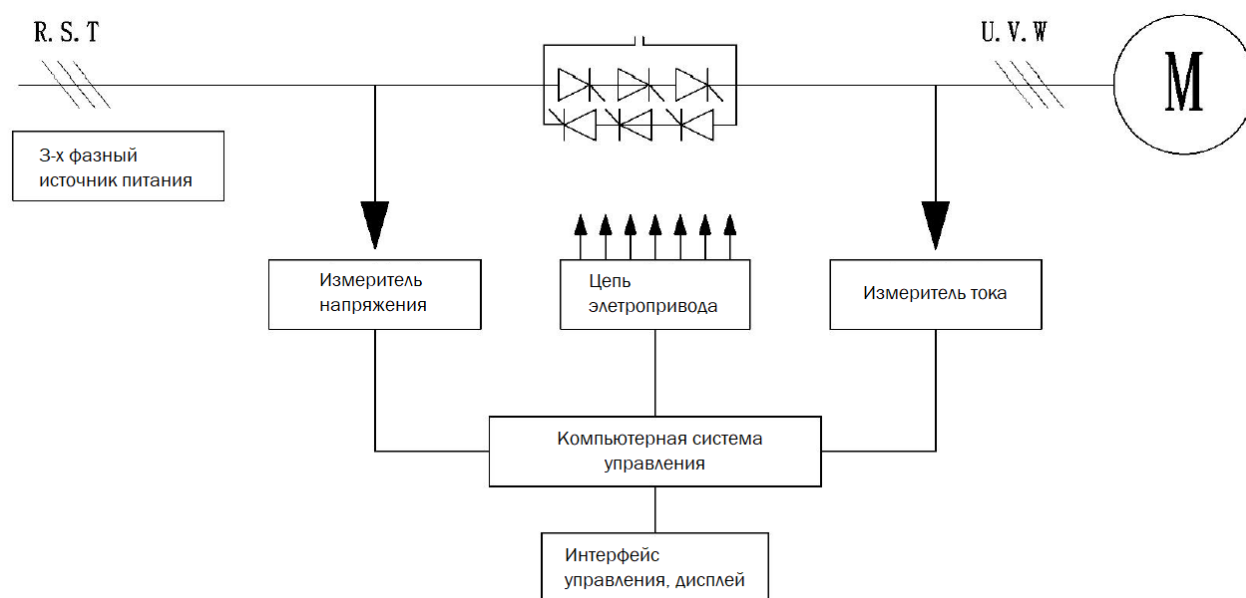 R. S. T
U. V. W
M
3-х фазный
источник питания
Измеритель
напряжения
Цепь
элетропривода
Измеритель тока
Компьютерная система
управления
Интерфейс
управления, дисплей